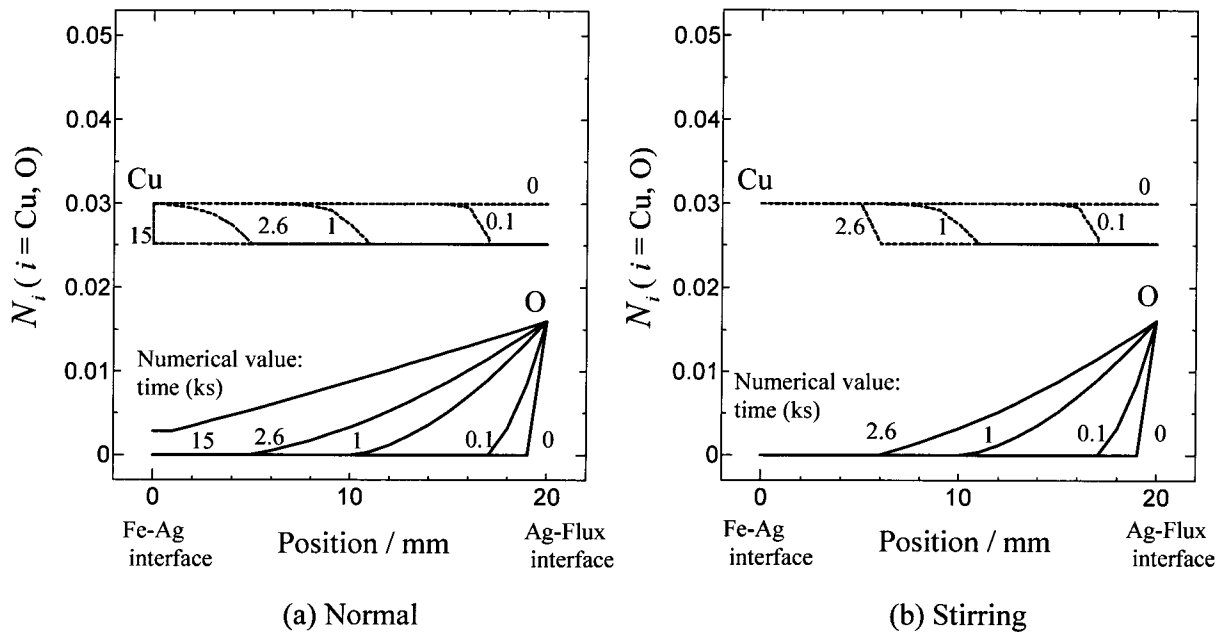 0.05
0.04
0.03
0.02
0.01
0
N_i ( i = Cu, O)
Cu
0
15
2.6
1
0.1
O
Numerical value:
time (ks)
15
2.6
1
0.1
0
0
10
20
Fe-Ag
interface
Position / mm
Ag-Flux
interface
(a) Normal
0.05
0.04
0.03
0.02
0.01
0
N_i ( i = Cu, O)
Cu
0
2.6
1
0.1
O
Numerical value:
time (ks)
2.6
1
0.1
0
0
10
20
Fe-Ag
interface
Position / mm
Ag-Flux
interface
(b) Stirring